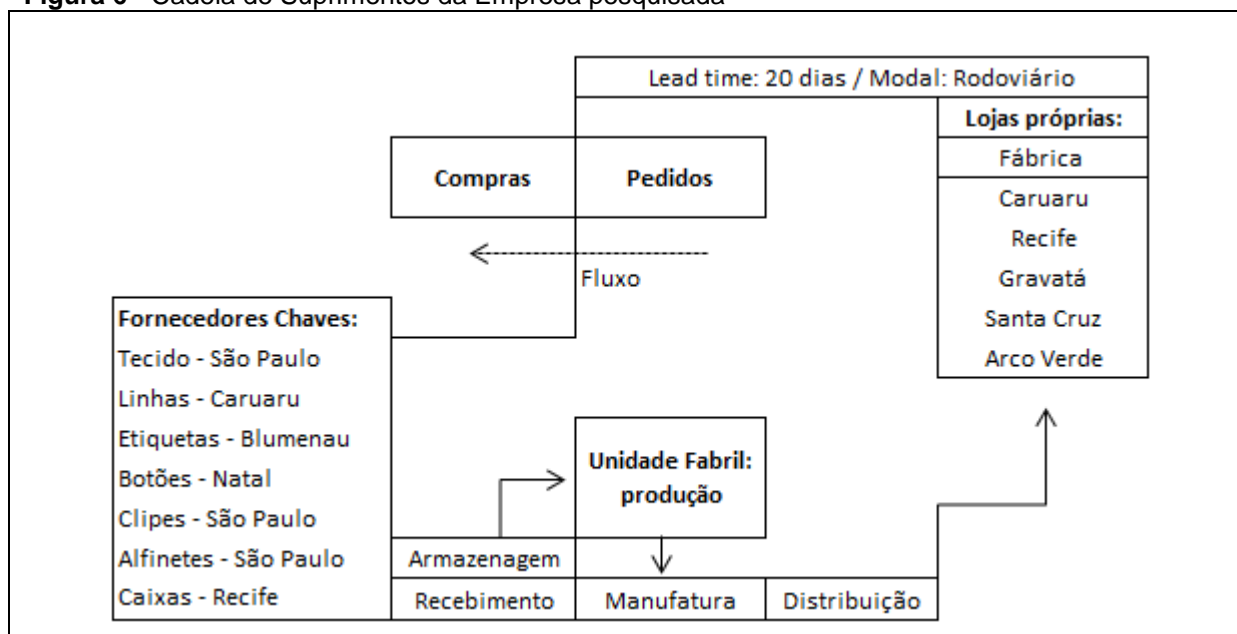 Figura 6 - Cadeia de Suprimentos da Empresa pesquisada
Lead time: 20 dias / Modal: Rodoviário
Lojas próprias:
Fábrica
Caruaru
Recife
Gravatá
Santa Cruz
Arco Verde
Compras
Pedidos
Fluxo
Fornecedores Chaves:
Tecido - São Paulo
Linhas - Caruaru
Etiquetas - Blumenau
Botões - Natal
Clipes - São Paulo
Alfinetes - São Paulo
Caixas - Recife
Unidade Fabril:
produção
Armazenagem
Recebimento
Manufatura
Distribuição